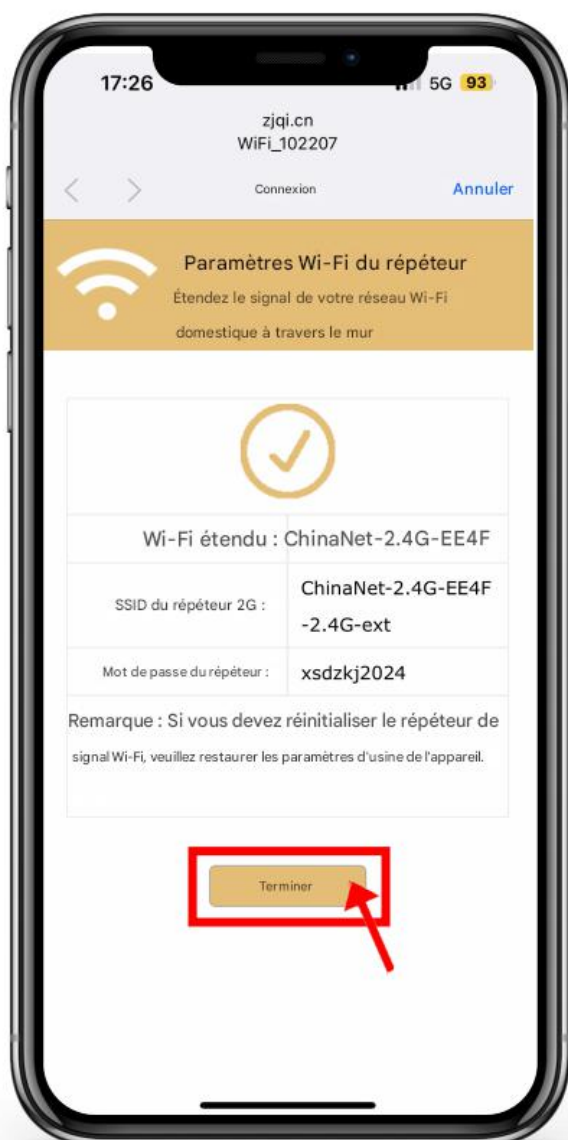 17:26
5G 93
zjqi.cn
WiFi_102207
Connexion
Annuler
Paramètres Wi-Fi du répéteur
Étendez le signal de votre réseau Wi-Fi
domestique à travers le mur
Wi-Fi étendu : ChinaNet-2.4G-EE4F
SSID du répéteur 2G :
ChinaNet-2.4G-EE4F
-2.4G-ext
Mot de passe du répéteur :
xsdzkj2024
Remarque : Si vous devez réinitialiser le répéteur de
signal Wi-Fi, veuillez restaurer les paramètres d'usine de l'appareil.
Terminer